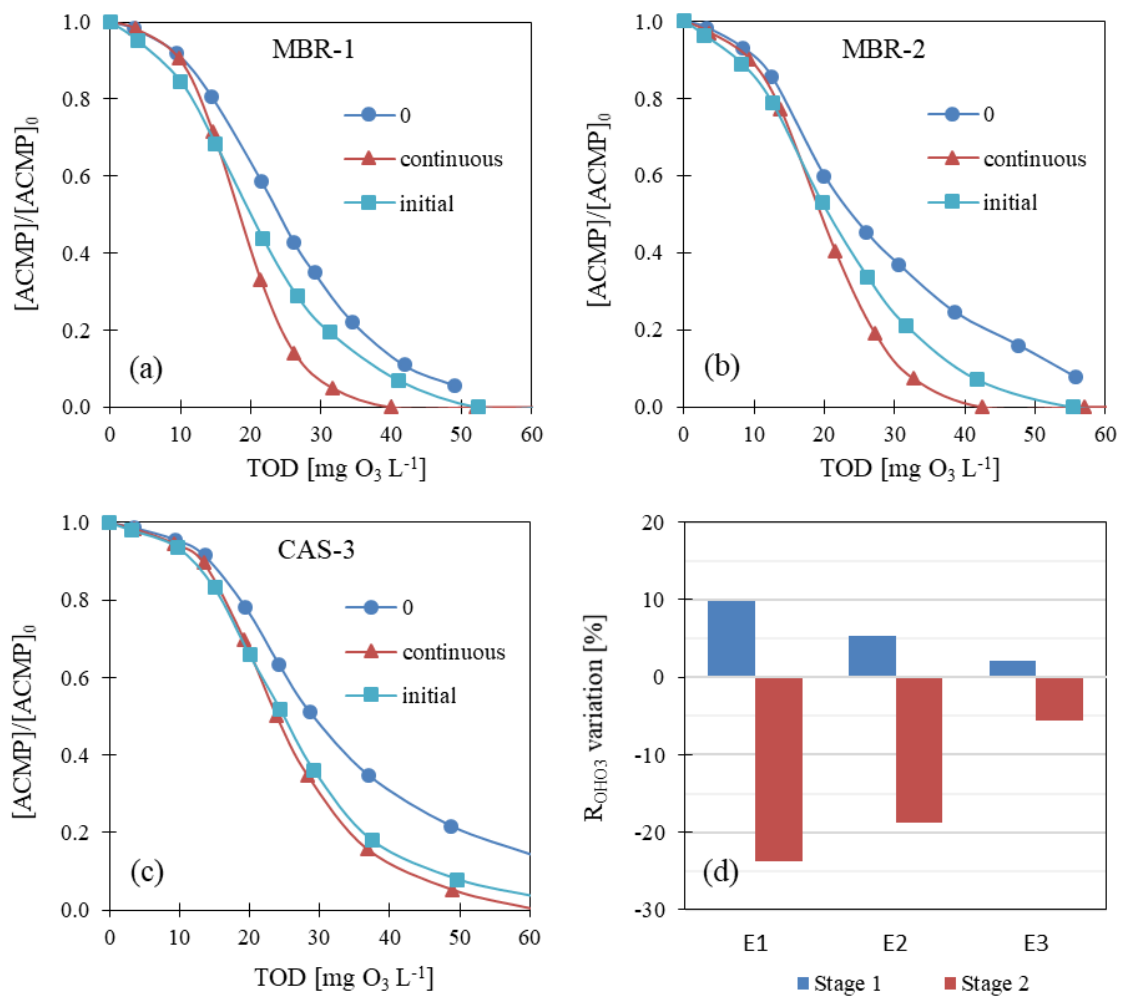 MBR-1
1.0
0.8
0.6
0.4
0.2
0.0
[ACMP]/[ACMP]₀
0
continuous
initial
(a)
0 10 20 30 40 50 60
TOD [mg O₃ L⁻¹]
MBR-2
1.0
0.8
0.6
0.4
0.2
0.0
[ACMP]/[ACMP]₀
0
continuous
initial
(b)
0 10 20 30 40 50 60
TOD [mg O₃ L⁻¹]
CAS-3
1.0
0.8
0.6
0.4
0.2
0.0
[ACMP]/[ACMP]₀
0
continuous
initial
(c)
0 10 20 30 40 50 60
TOD [mg O₃ L⁻¹]
20
10
0
-10
-20
-30
R_OHO3 variation [%]
(d)
E1 E2 E3
Stage 1 Stage 2